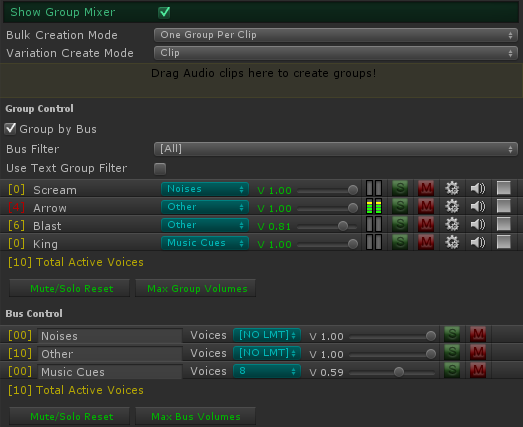 Show Group Mixer
Bulk Creation Mode One Group Per Clip
Variation Create Mode Clip
Drag Audio clips here to create groups!
Group Control
Group by Bus
Bus Filter [All]
Use Text Group Filter
[0] Scream Noises V 1.00 S M
Arrow Other V 1.00 S M
[6] Blast Other V 0.81 S M
[0] King Music Cues V 1.00 S M
[10] Total Active Voices
Mute/Solo Reset Max Group Volumes
Bus Control
[00] Noises Voices [NO LMT] V 1.00 S M
[10] Other Voices [NO LMT] V 1.00 S M
[00] Music Cues Voices 8 V 0.59 S M
[10] Total Active Voices
Mute/Solo Reset Max Bus Volumes